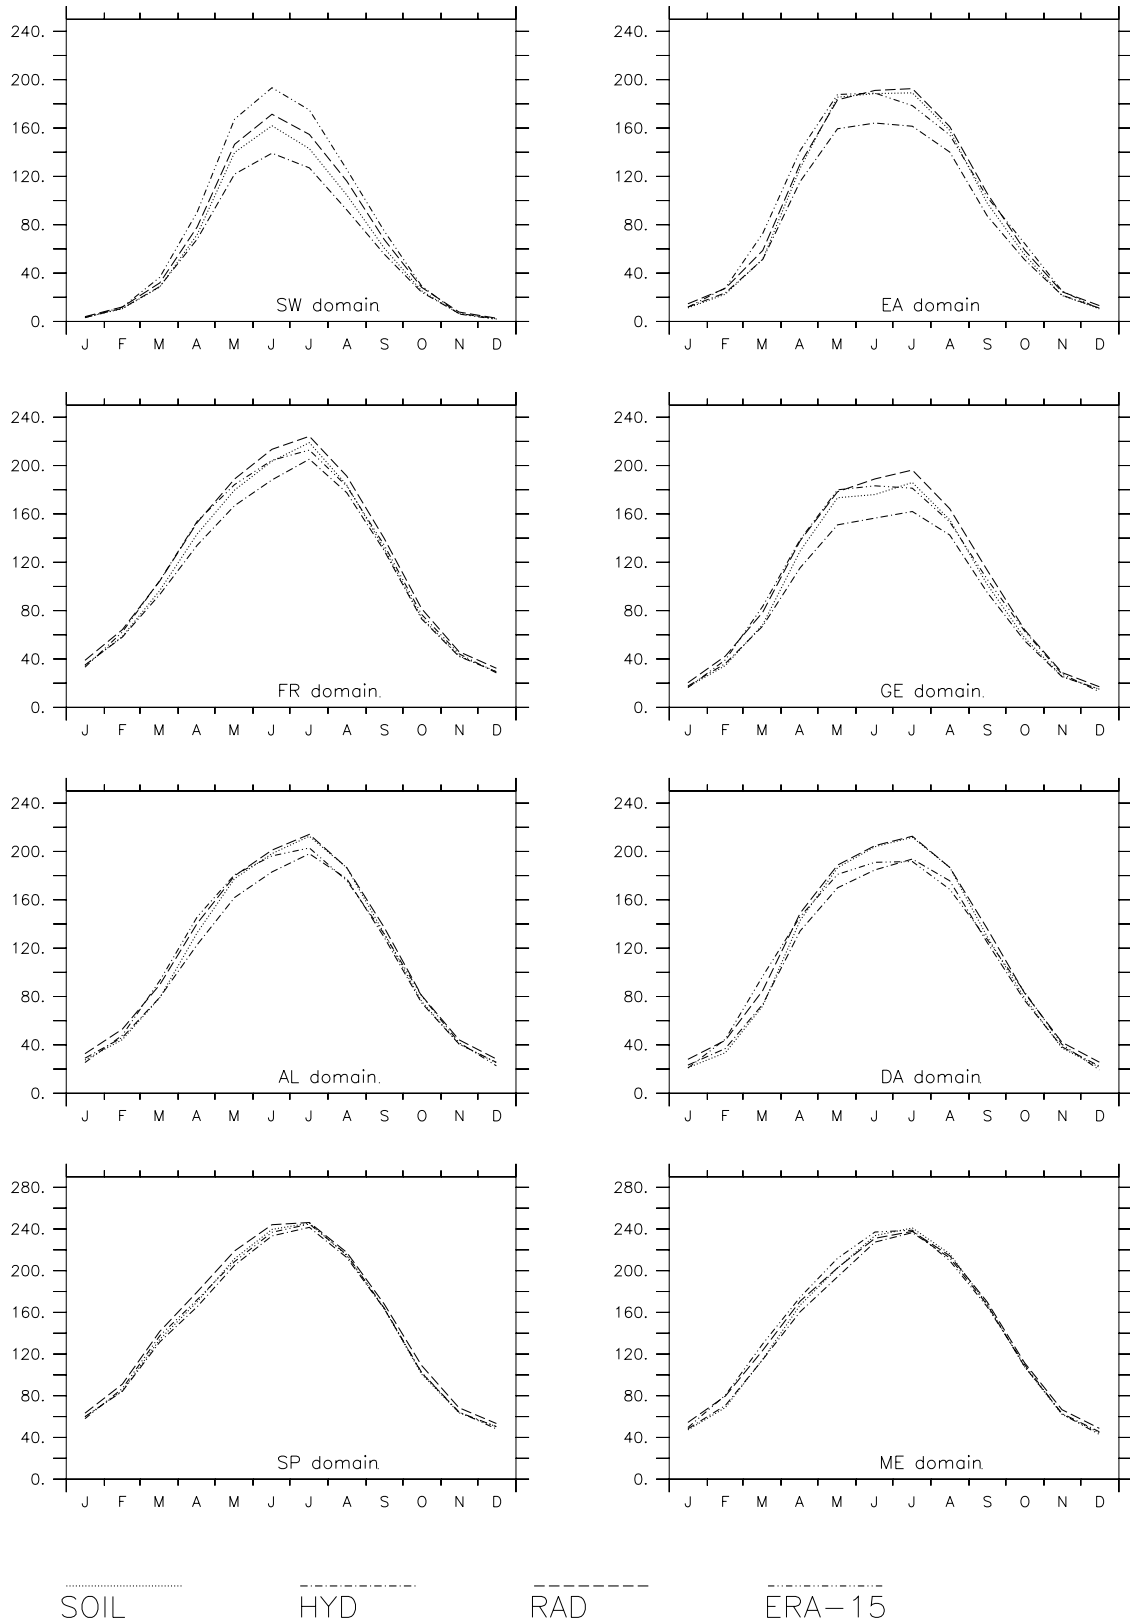 240. 200. 160. 120. 80. 40. 0.
SW domain.
J F M A M J J A S O N D
240. 200. 160. 120. 80. 40. 0.
EA domain
J F M A M J J A S O N D
240. 200. 160. 120. 80. 40. 0.
FR domain.
J F M A M J J A S O N D
240. 200. 160. 120. 80. 40. 0.
GE domain.
J F M A M J J A S O N D
240. 200. 160. 120. 80. 40. 0.
AL domain.
J F M A M J J A S O N D
240. 200. 160. 120. 80. 40. 0.
DA domain.
J F M A M J J A S O N D
280. 240. 200. 160. 120. 80. 40. 0.
SP domain.
J F M A M J J A S O N D
280. 240. 200. 160. 120. 80. 40. 0.
ME domain.
J F M A M J J A S O N D
SOIL HYD RAD ERA-15